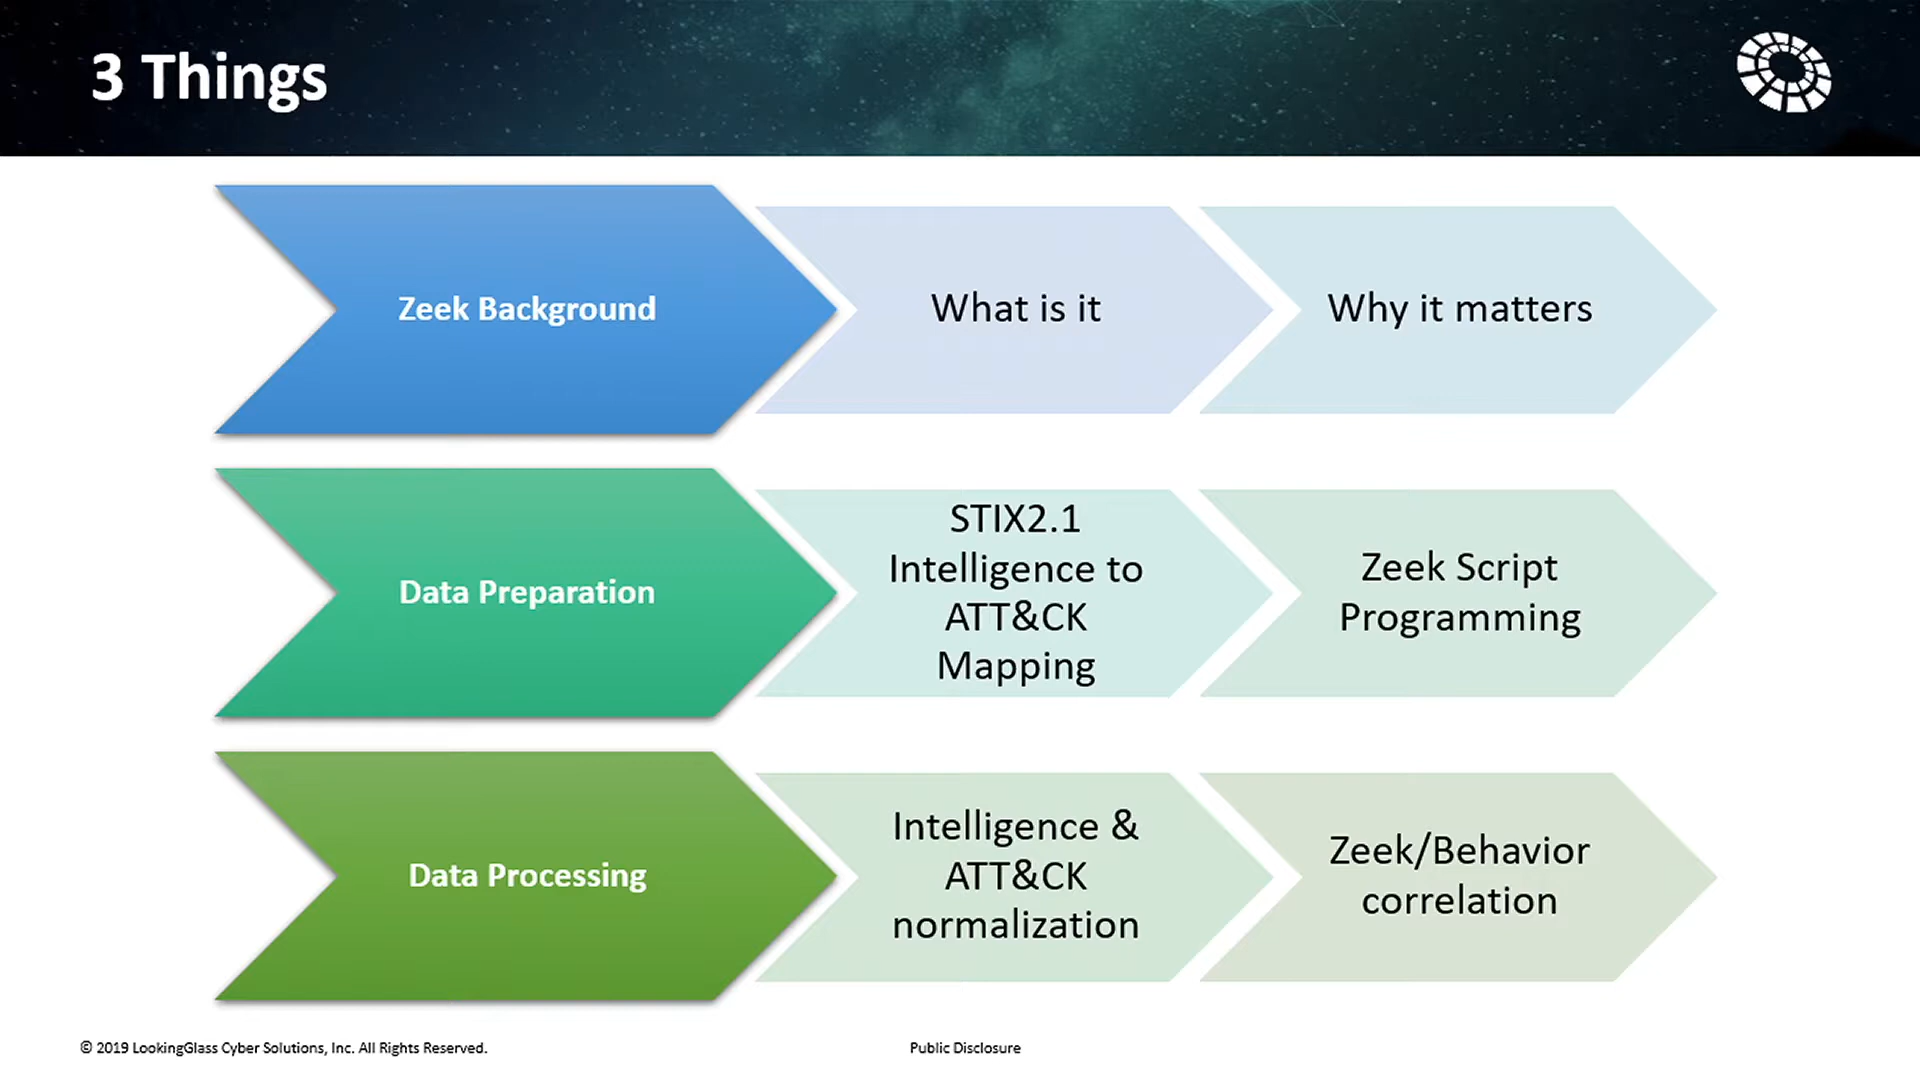 3 Things
Zeek Background
What is it
Why it matters
Data Preparation
STIX2.1
Intelligence to
ATT&CK
Mapping
Zeek Script
Programming
Data Processing
Intelligence &
ATT&CK
normalization
Zeek/Behavior
correlation
© 2019 LookingGlass Cyber Solutions, Inc. All Rights Reserved.
Public Disclosure